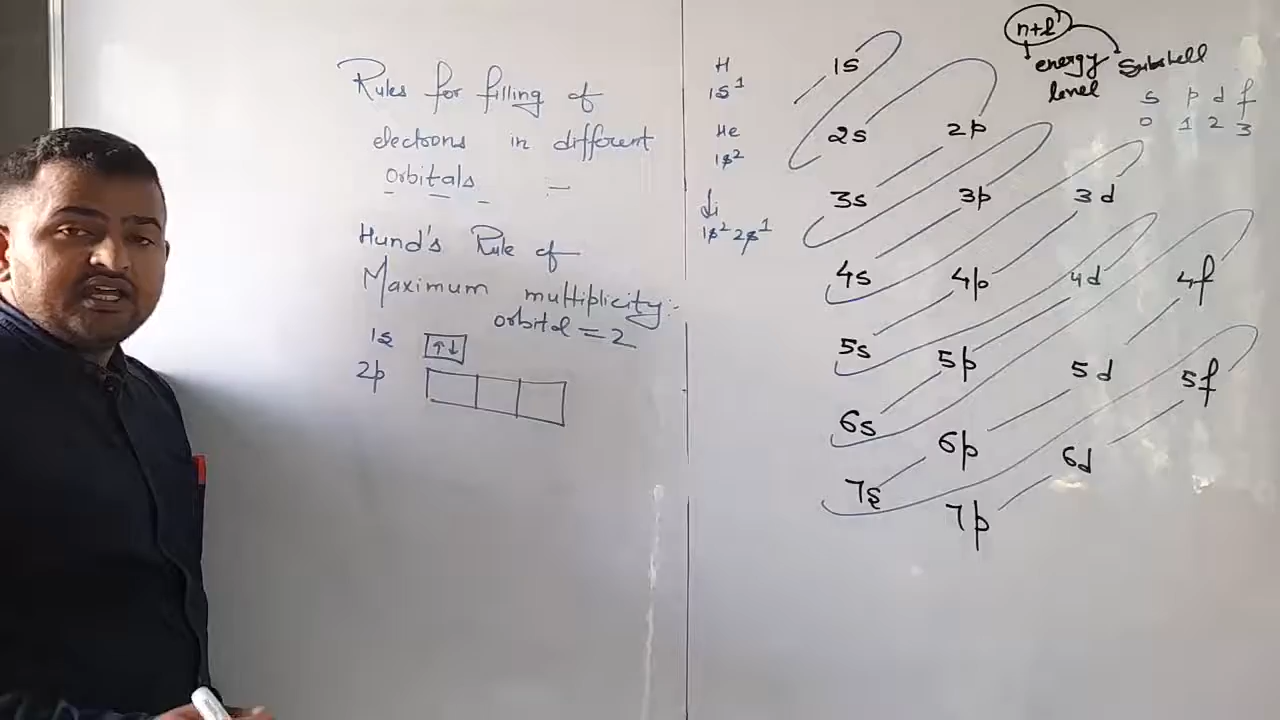 Rules for filling of
electrons in different
orbitals :-
Hund's Rule of
Maximum multiplicity:-
orbital = 2
1s ↑↓
2p
H
1s¹
He
1s²
Li
1s² 2s¹
n+l
energy level
Subshell
s p d f
0 1 2 3
1s
2s 2p
3s 3p 3d
4s 4p 4d 4f
5s 5p 5d 5f
6s 6p 6d
7s 7p